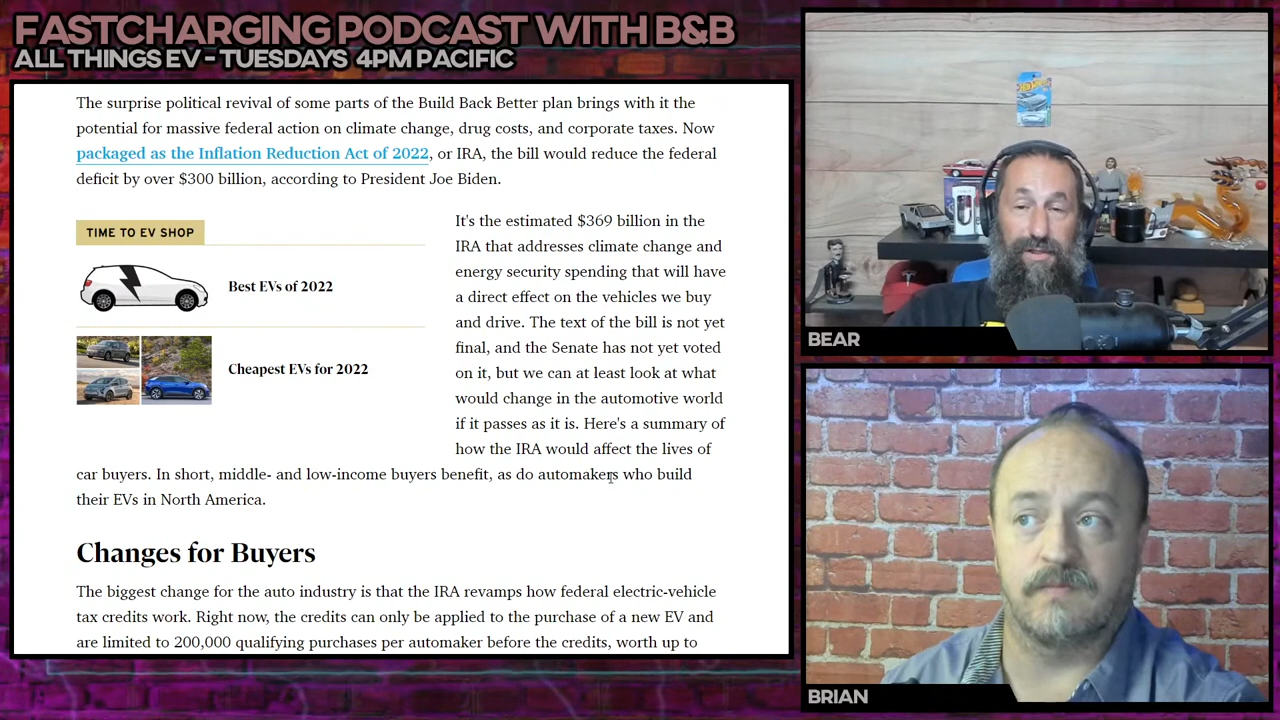 FASTCHARGING PODCAST WITH B&B
ALL THINGS EV - TUESDAYS 4PM PACIFIC
The surprise political revival of some parts of the Build Back Better plan brings with it the
potential for massive federal action on climate change, drug costs, and corporate taxes. Now
packaged as the Inflation Reduction Act of 2022, or IRA, the bill would reduce the federal
deficit by over $300 billion, according to President Joe Biden.
TIME TO EV SHOP
Best EVs of 2022
Cheapest EVs for 2022
It's the estimated $369 billion in the
IRA that addresses climate change and
energy security spending that will have
a direct effect on the vehicles we buy
and drive. The text of the bill is not yet
final, and the Senate has not yet voted
on it, but we can at least look at what
would change in the automotive world
if it passes as it is. Here's a summary of
how the IRA would affect the lives of
car buyers. In short, middle- and low-income buyers benefit, as do automakers who build
their EVs in North America.
Changes for Buyers
The biggest change for the auto industry is that the IRA revamps how federal electric-vehicle
tax credits work. Right now, the credits can only be applied to the purchase of a new EV and
are limited to 200,000 qualifying purchases per automaker before the credits, worth up to
BEAR
BRIAN